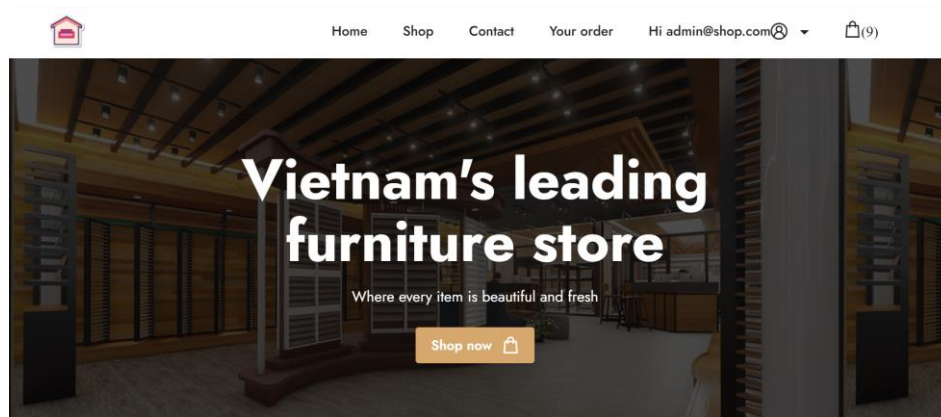 Home Shop Contact Your order Hi admin@shop.com (9)
Vietnam's leading
furniture store
Where every item is beautiful and fresh
Shop now